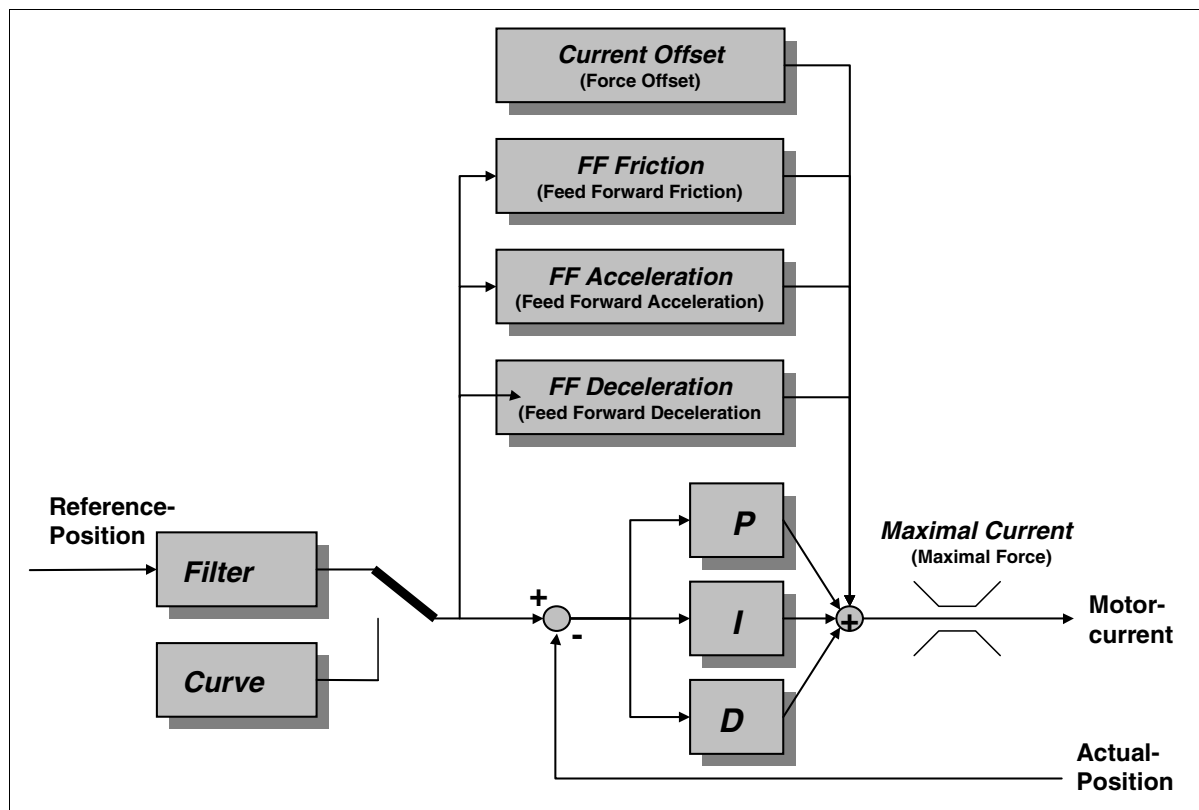 Current Offset
(Force Offset)
FF Friction
(Feed Forward Friction)
FF Acceleration
(Feed Forward Acceleration)
FF Deceleration
(Feed Forward Deceleration
Reference-
Position
Filter
Curve
+
-
P
I
D
+
Maximal Current
(Maximal Force)
Motor-
current
Actual-
Position